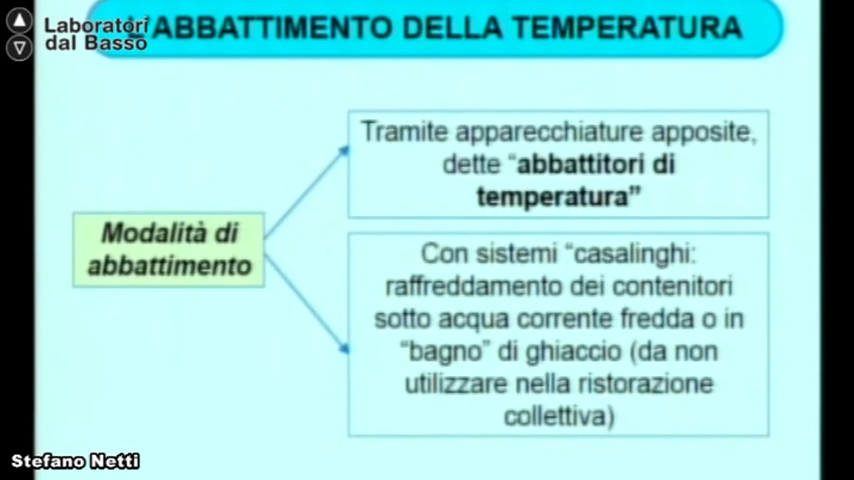 Laboratori
dal Basso
ABBATTIMENTO DELLA TEMPERATURA
Tramite apparecchiature apposite,
dette “abbattitori di
temperatura”
Modalità di
abbattimento
Con sistemi “casalinghi:
raffreddamento dei contenitori
sotto acqua corrente fredda o in
“bagno” di ghiaccio (da non
utilizzare nella ristorazione
collettiva)
Stefano Netti